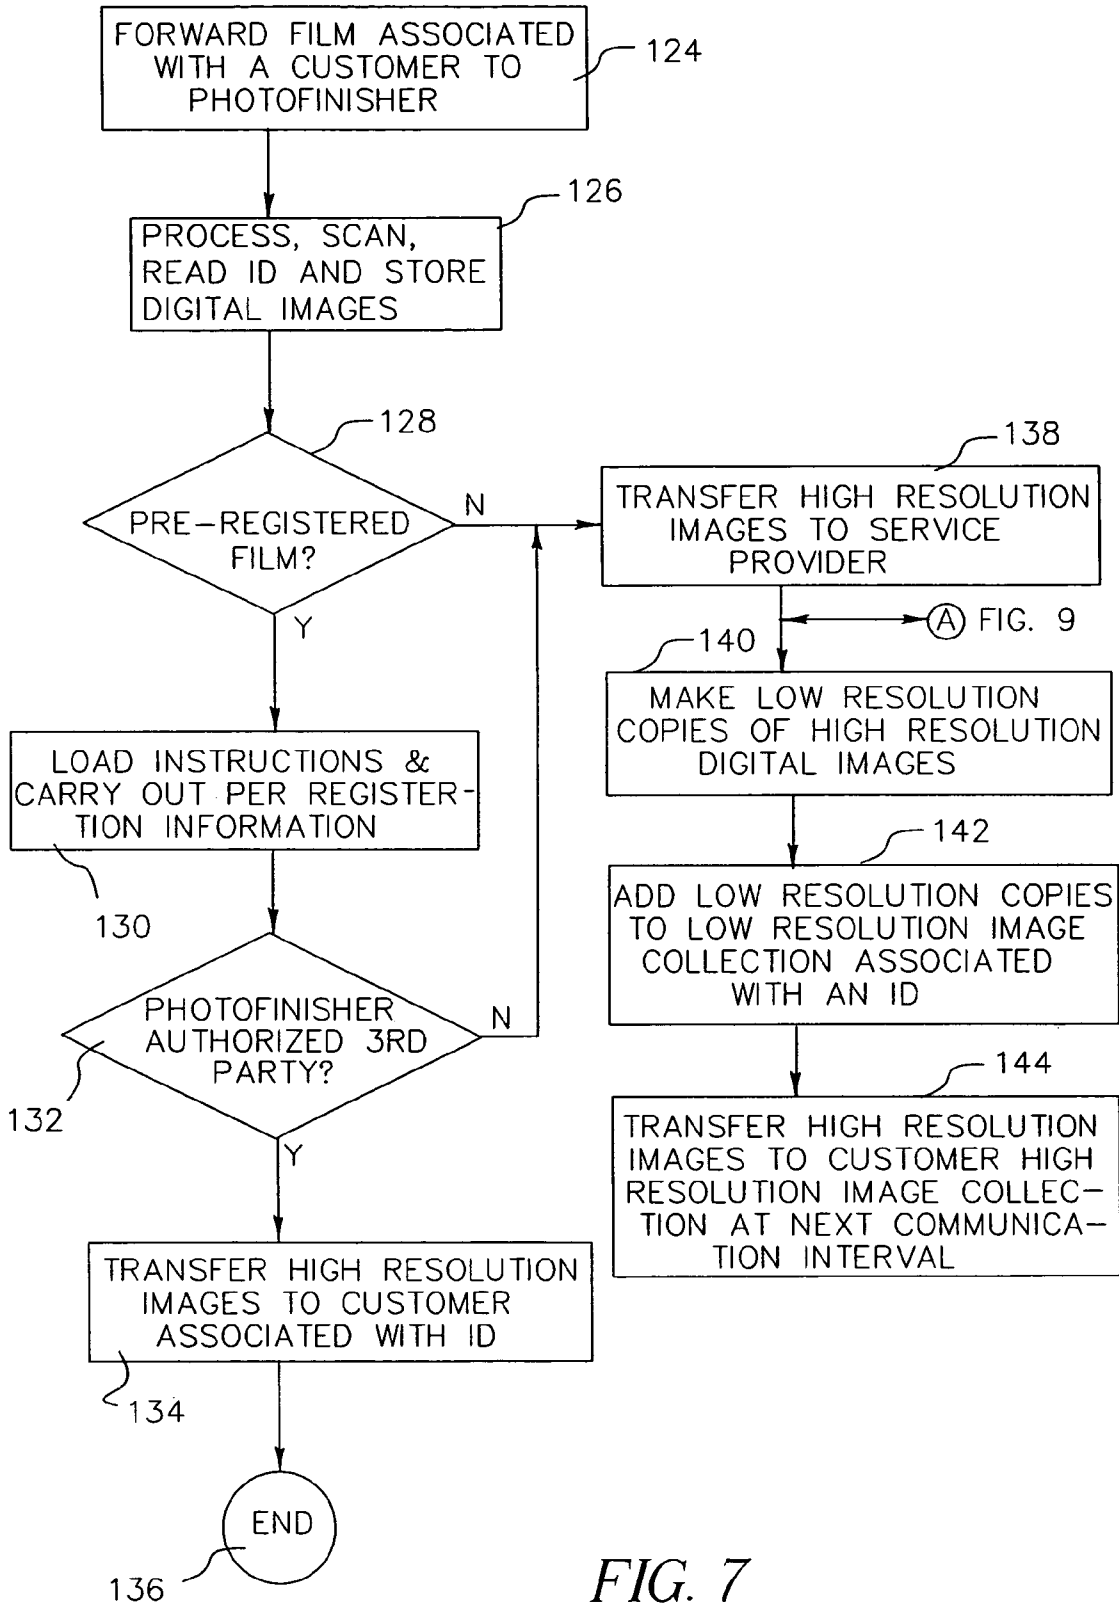 FORWARD FILM ASSOCIATED
WITH A CUSTOMER TO
PHOTOFINISHER
124
126
PROCESS, SCAN,
READ ID AND STORE
DIGITAL IMAGES
128
PRE-REGISTERED
FILM?
N
Y
LOAD INSTRUCTIONS &
CARRY OUT PER REGISTER-
TION INFORMATION
130
PHOTOFINISHER
AUTHORIZED 3RD
PARTY?
N
132
Y
TRANSFER HIGH RESOLUTION
IMAGES TO CUSTOMER
ASSOCIATED WITH ID
134
END
136
138
TRANSFER HIGH RESOLUTION
IMAGES TO SERVICE
PROVIDER
A FIG. 9
140
MAKE LOW RESOLUTION
COPIES OF HIGH RESOLUTION
DIGITAL IMAGES
142
ADD LOW RESOLUTION COPIES
TO LOW RESOLUTION IMAGE
COLLECTION ASSOCIATED
WITH AN ID
144
TRANSFER HIGH RESOLUTION
IMAGES TO CUSTOMER HIGH
RESOLUTION IMAGE COLLEC-
TION AT NEXT COMMUNICA-
TION INTERVAL
FIG. 7